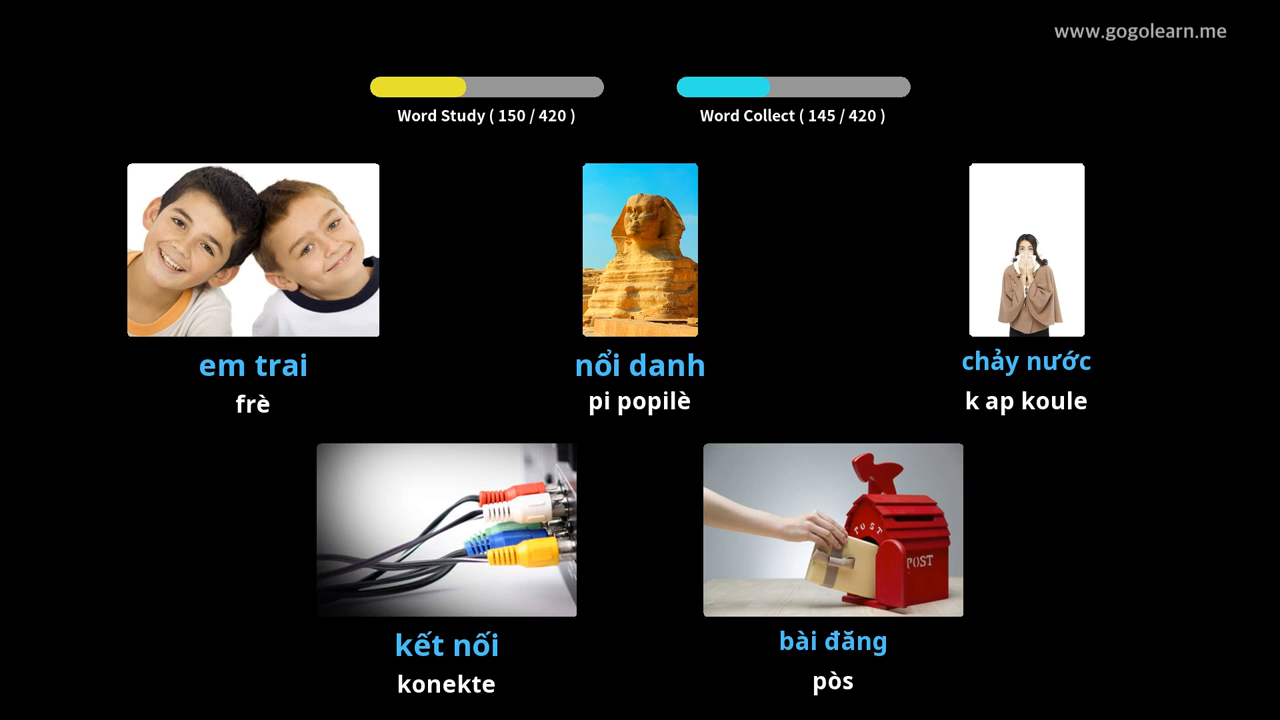 www.gogolearn.me
Word Study ( 150 / 420 )
Word Collect ( 145 / 420 )
em trai
frè
nổi danh
pi popilè
chảy nước
k ap koule
POST
POST
kết nối
konekte
bài đăng
pòs